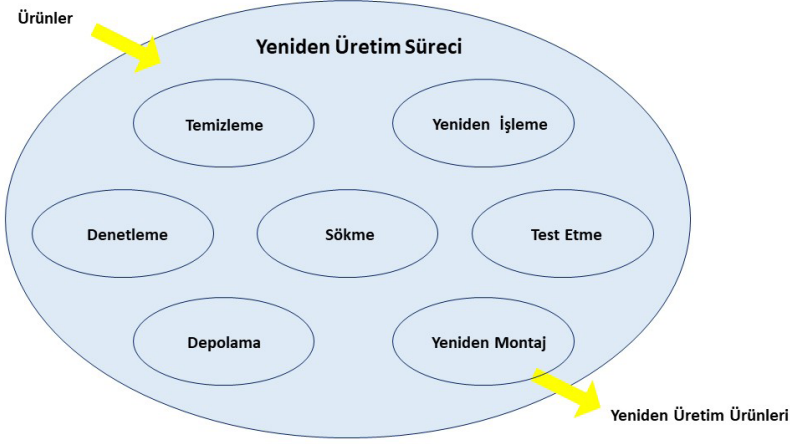 Ürünler
Yeniden Üretim Süreci
Temizleme
Yeniden İşleme
Denetleme
Sökme
Test Etme
Depolama
Yeniden Montaj
Yeniden Üretim Ürünleri